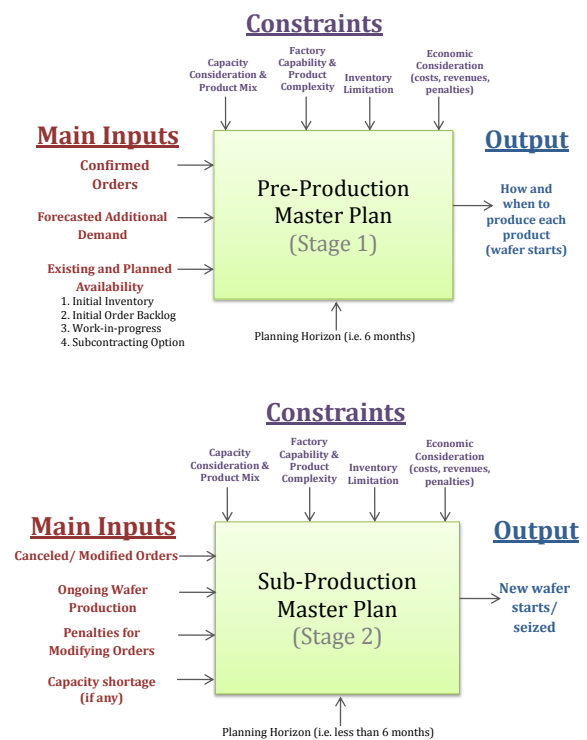 Constraints
Capacity
Consideration &
Product Mix
Factory
Capability &
Product
Complexity
Inventory
Limitation
Economic
Consideration
(costs, revenues,
penalties)
Main Inputs
Confirmed
Orders
Forecasted Additional
Demand
Existing and Planned
Availability
1. Initial Inventory
2. Initial Order Backlog
3. Work-in-progress
4. Subcontracting Option
Pre-Production
Master Plan
(Stage 1)
Output
How and
when to
produce each
product
(wafer starts)
Planning Horizon (i.e. 6 months)
Constraints
Capacity
Consideration &
Product Mix
Factory
Capability &
Product
Complexity
Inventory
Limitation
Economic
Consideration
(costs, revenues,
penalties)
Main Inputs
Canceled/ Modified Orders
Ongoing Wafer
Production
Penalties for
Modifying Orders
Capacity shortage
(if any)
Sub-Production
Master Plan
(Stage 2)
Output
New wafer
starts/
seized
Planning Horizon (i.e. less than 6 months)